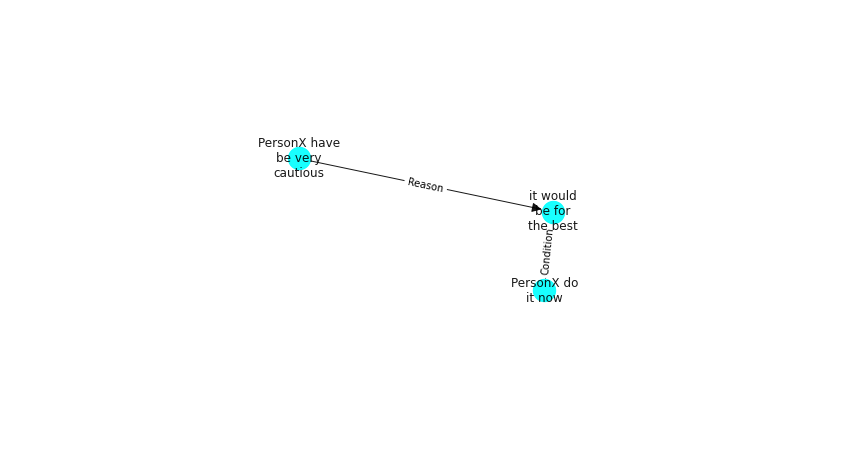 PersonX have
be very
cautious
Reason
it would
be for
the best
Condition
PersonX do
it now